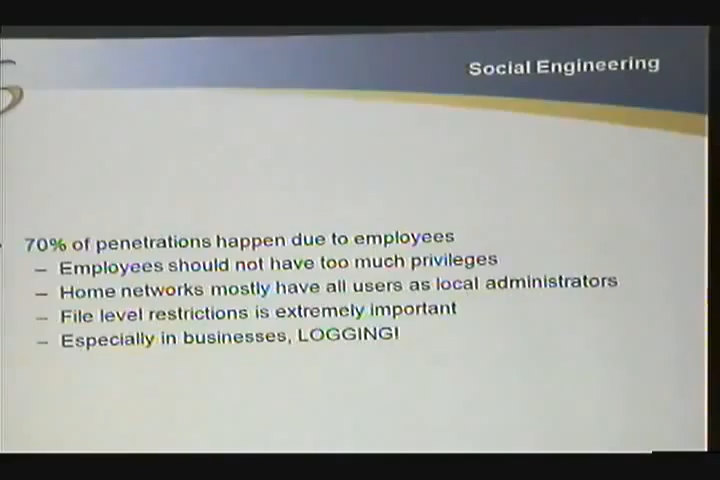 Social Engineering
70% of penetrations happen due to employees
– Employees should not have too much privileges
– Home networks mostly have all users as local administrators
– File level restrictions is extremely important
– Especially in businesses, LOGGING!